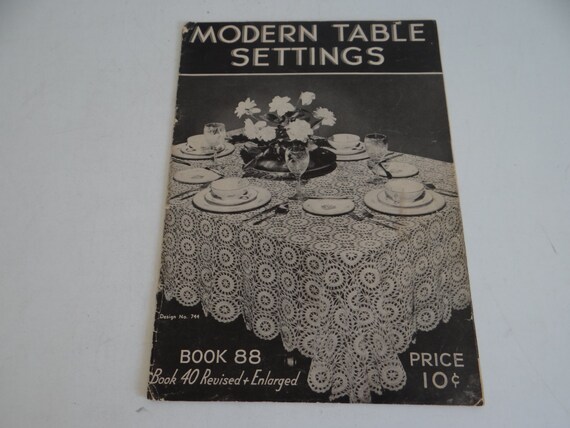 MODERN TABLE
SETTINGS
Design No. 744
BOOK 88
Book 40 Revised + Enlarged
PRICE
10¢